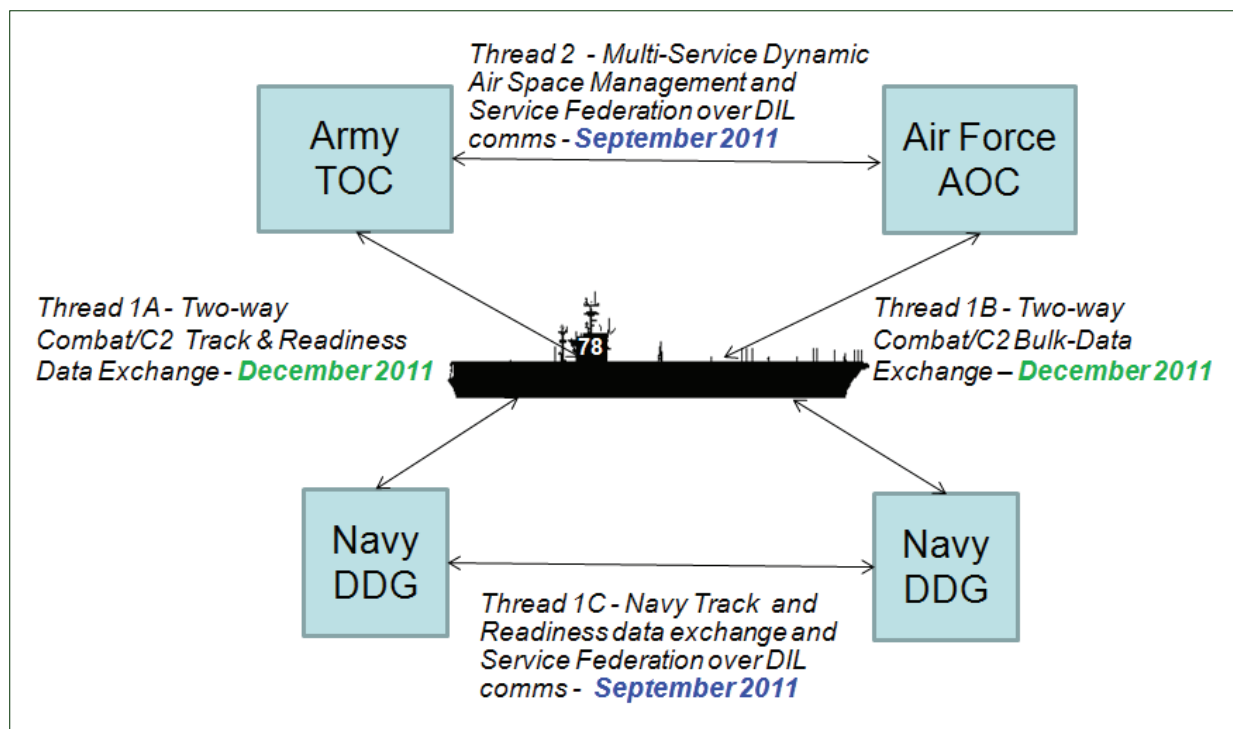 Thread 2 - Multi-Service Dynamic
Air Space Management and
Service Federation over DIL
comms - September 2011
Army
TOC
Air Force
AOC
Thread 1A - Two-way
Combat/C2 Track & Readiness
Data Exchange - December 2011
78
Thread 1B - Two-way
Combat/C2 Bulk-Data
Exchange – December 2011
Navy
DDG
Navy
DDG
Thread 1C - Navy Track and
Readiness data exchange and
Service Federation over DIL
comms - September 2011